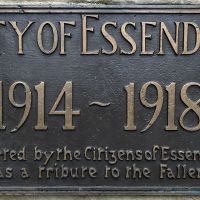 TY OF ESSEND
1914 ~ 1918
ered by the Citizens of Essen
as a Tribute to the Fallen